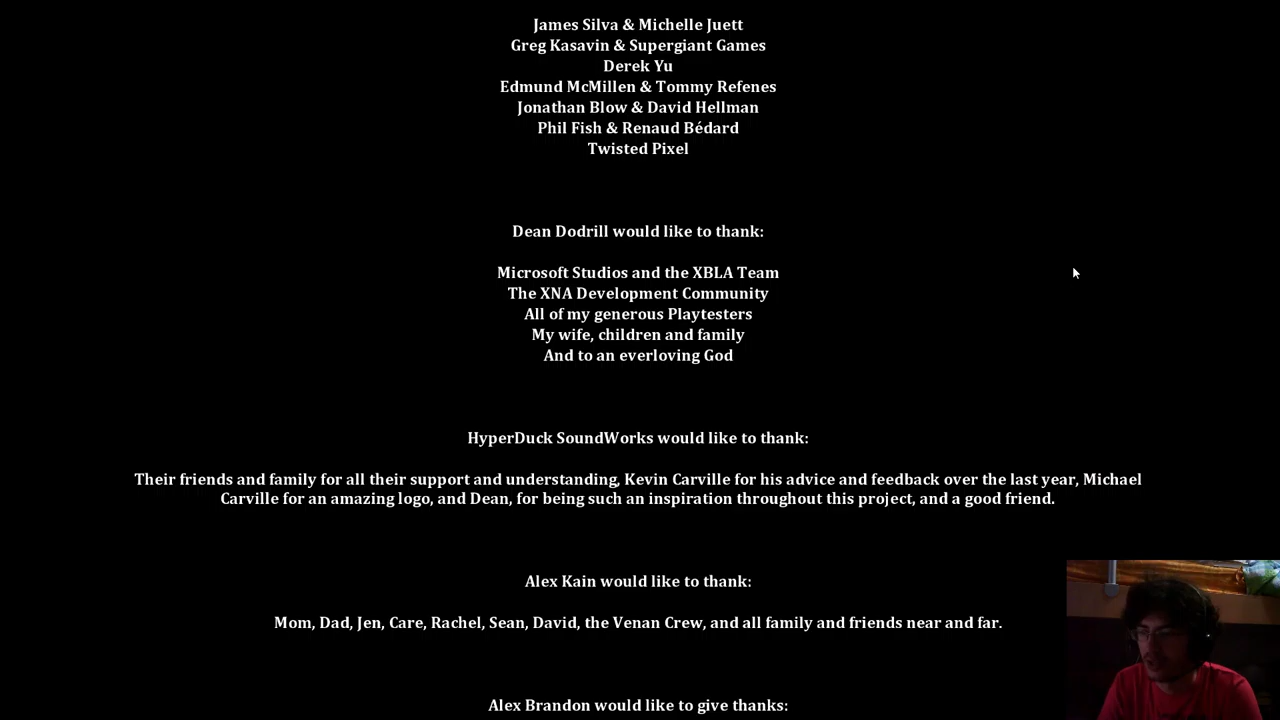 James Silva & Michelle Juett
Greg Kasavin & Supergiant Games
Derek Yu
Edmund McMillen & Tommy Refenes
Jonathan Blow & David Hellman
Phil Fish & Renaud Bédard
Twisted Pixel
Dean Dodrill would like to thank:
Microsoft Studios and the XBLA Team
The XNA Development Community
All of my generous Playtesters
My wife, children and family
And to an everloving God
HyperDuck SoundWorks would like to thank:
Their friends and family for all their support and understanding, Kevin Carville for his advice and feedback over the last year, Michael
Carville for an amazing logo, and Dean, for being such an inspiration throughout this project, and a good friend.
Alex Kain would like to thank:
Mom, Dad, Jen, Care, Rachel, Sean, David, the Venan Crew, and all family and friends near and far.
Alex Brandon would like to give thanks: